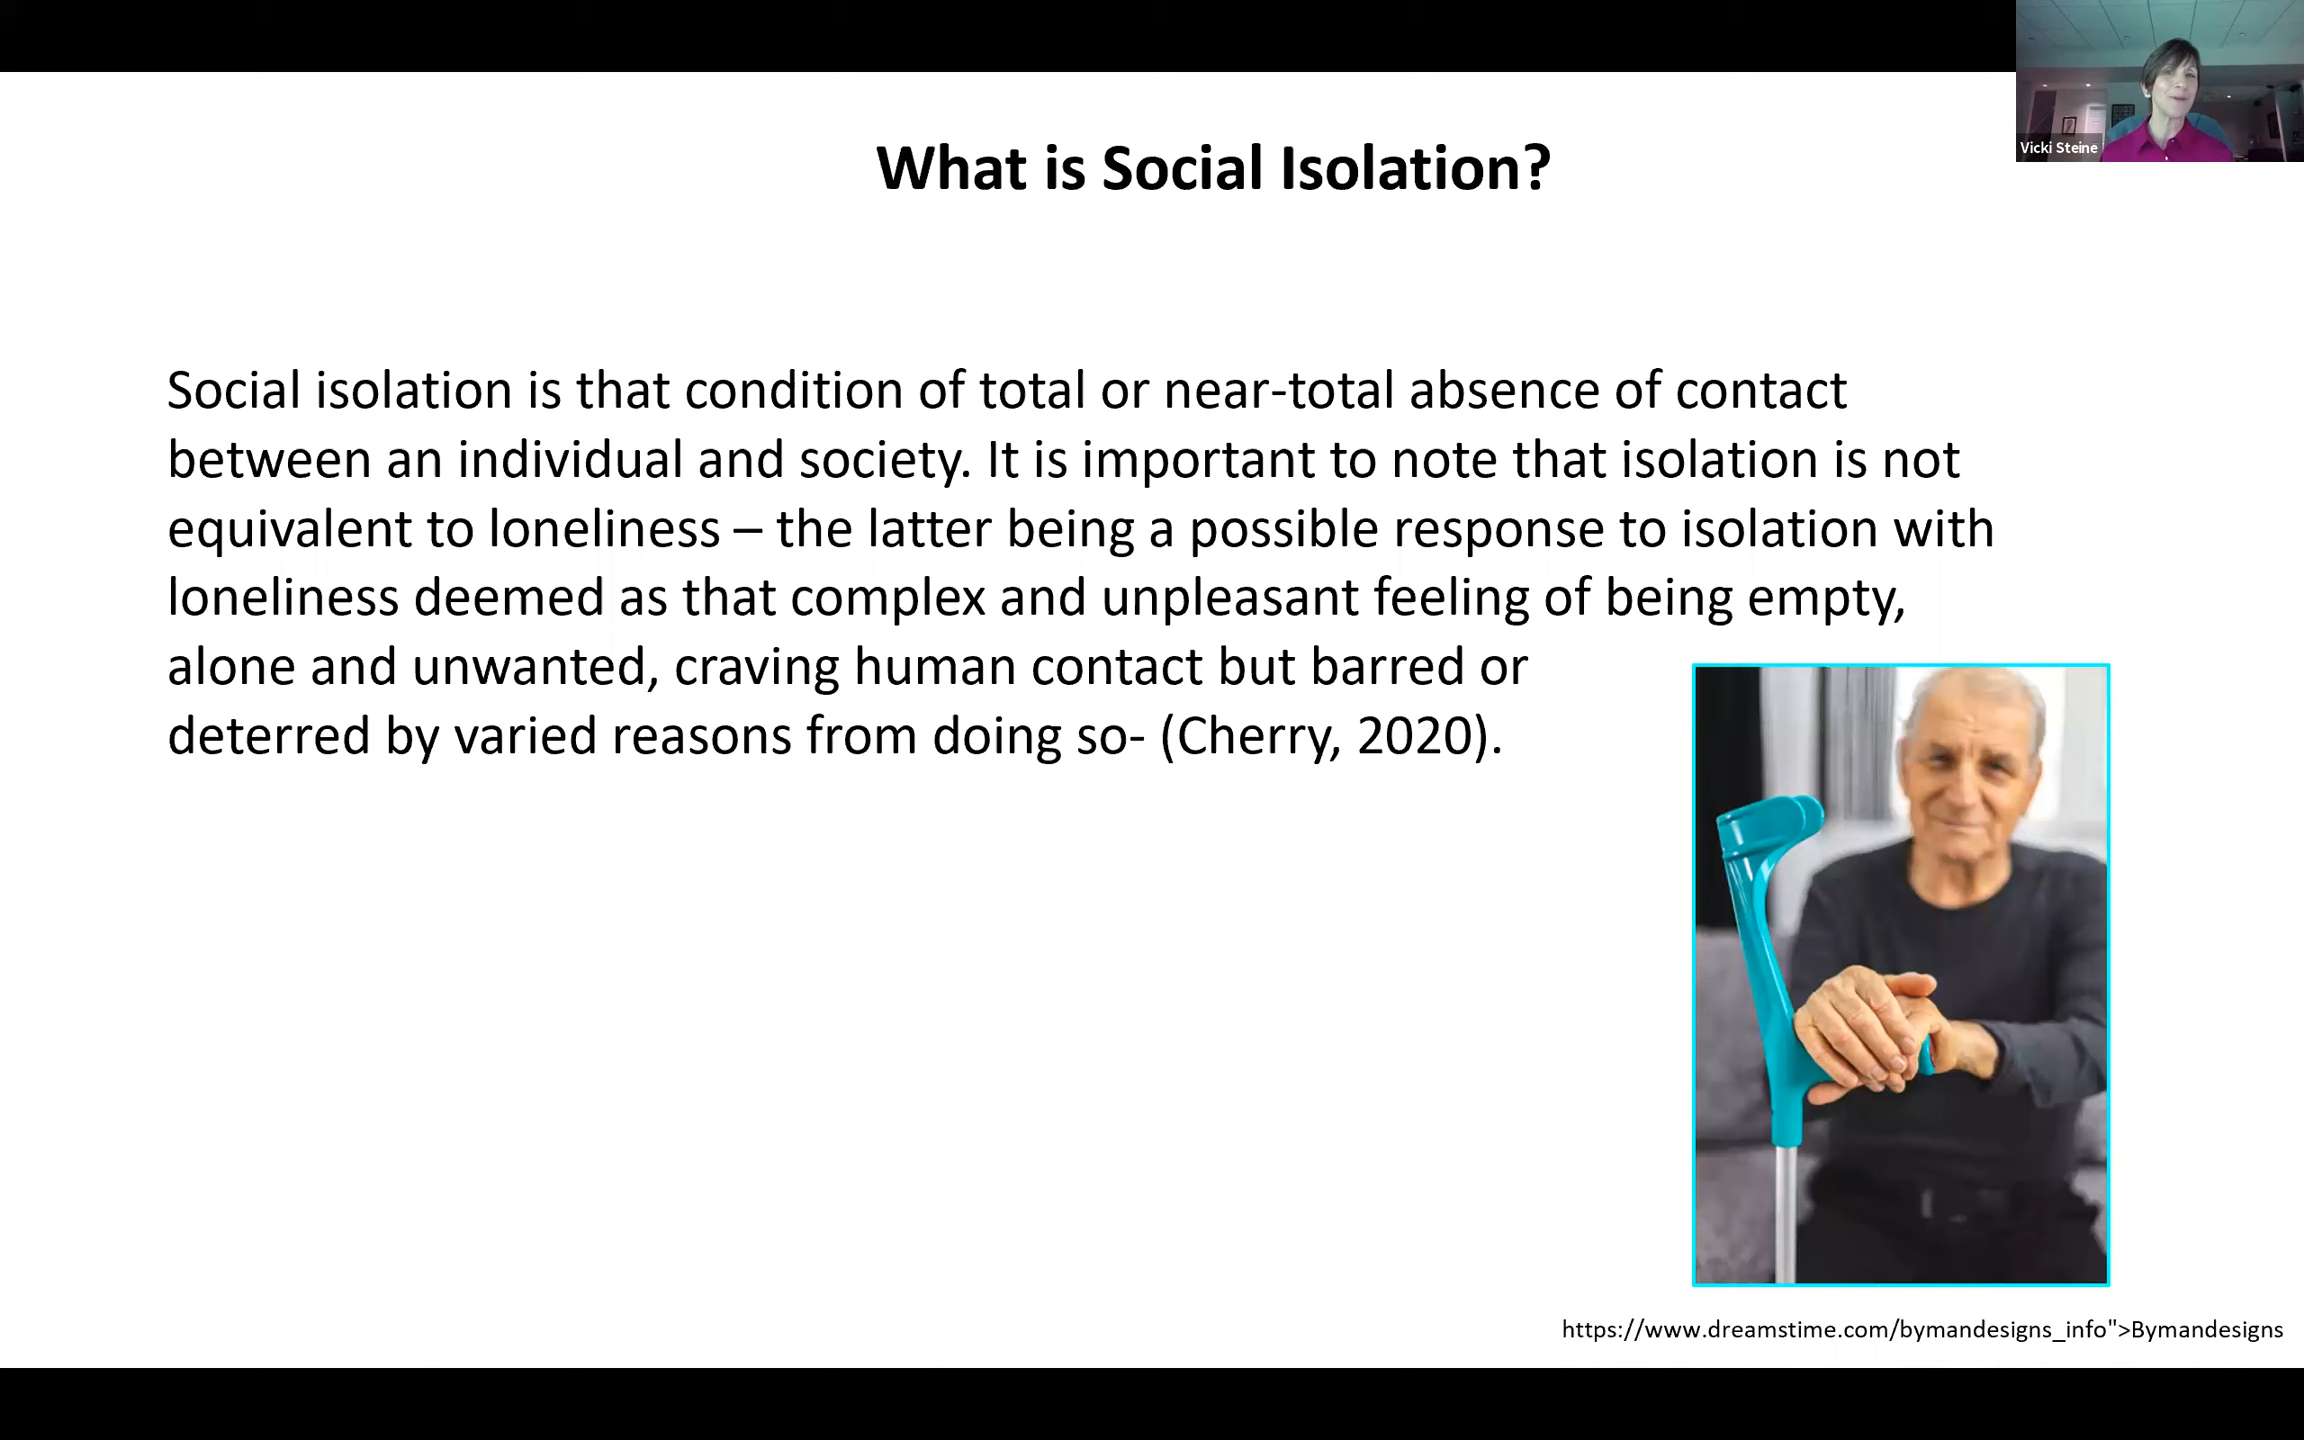 Vicki Steine
What is Social Isolation?
Social isolation is that condition of total or near-total absence of contact
between an individual and society. It is important to note that isolation is not
equivalent to loneliness – the latter being a possible response to isolation with
loneliness deemed as that complex and unpleasant feeling of being empty,
alone and unwanted, craving human contact but barred or
deterred by varied reasons from doing so- (Cherry, 2020).
https://www.dreamstime.com/bymandesigns_info">Bymandesigns